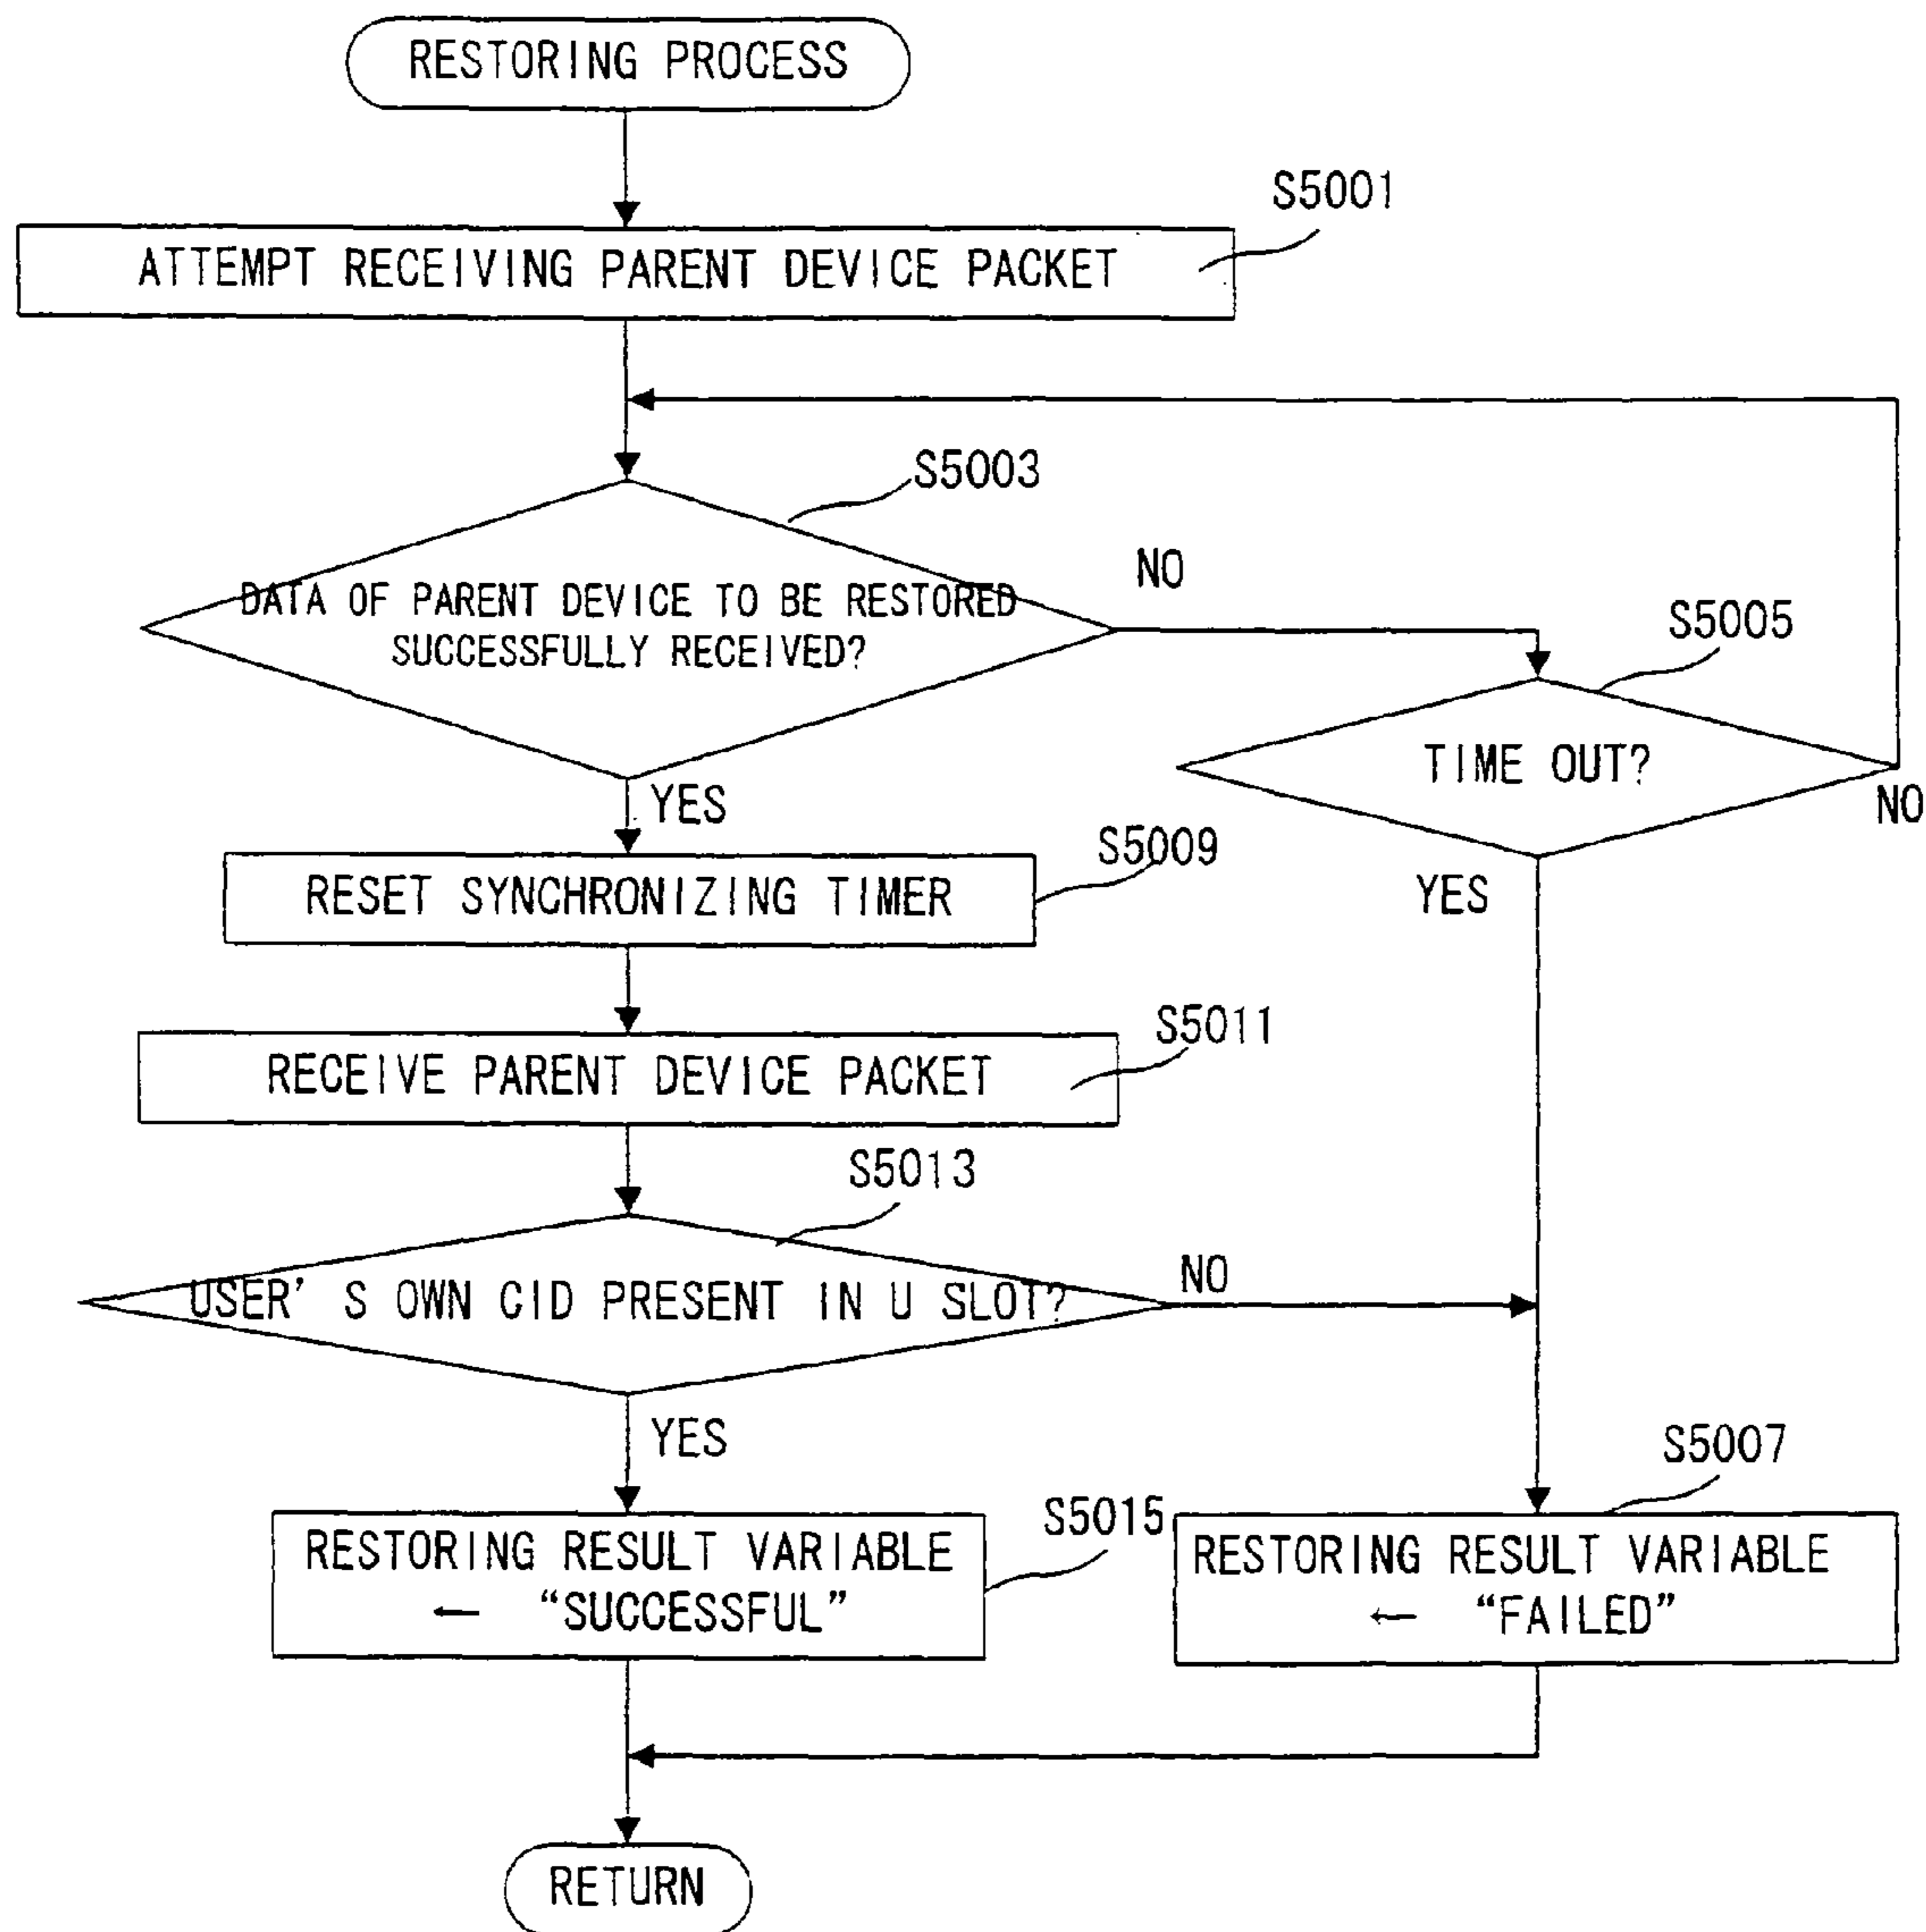 RESTORING PROCESS
S5001
ATTEMPT RECEIVING PARENT DEVICE PACKET
S5003
NO
DATA OF PARENT DEVICE TO BE RESTORED
SUCCESSFULLY RECEIVED?
S5005
TIME OUT?
NO
YES
S5009
RESET SYNCHRONIZING TIMER
YES
S5011
RECEIVE PARENT DEVICE PACKET
S5013
NO
USER' S OWN CID PRESENT IN U SLOT?
YES
S5007
S5015
RESTORING RESULT VARIABLE
← “SUCCESSFUL”
RESTORING RESULT VARIABLE
← “FAILED”
RETURN